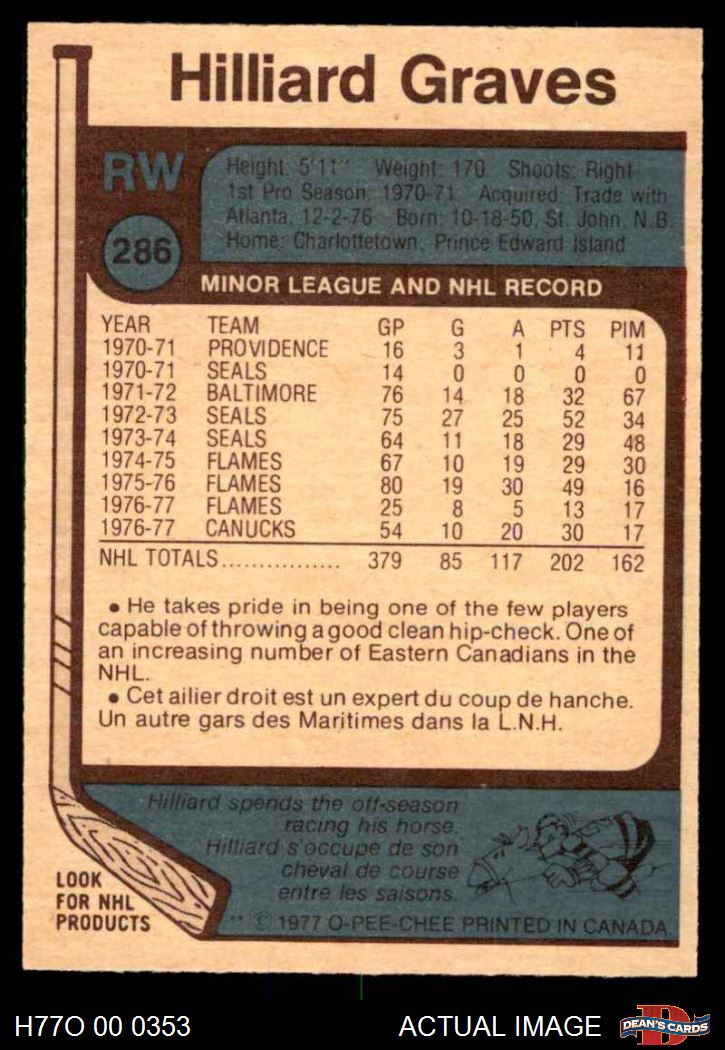 Hilliard Graves
RW
286
Height: 5'11" Weight: 170 Shoots: Right
1st Pro Season: 1970-71 Acquired: Trade with
Atlanta, 12-2-76 Born: 10-18-50, St. John, N.B.
Home: Charlottetown, Prince Edward Island
MINOR LEAGUE AND NHL RECORD
YEAR TEAM GP G A PTS PIM
1970-71 PROVIDENCE 16 3 1 4 11
1970-71 SEALS 14 0 0 0 0
1971-72 BALTIMORE 76 14 18 32 67
1972-73 SEALS 75 27 25 52 34
1973-74 SEALS 64 11 18 29 48
1974-75 FLAMES 67 10 19 29 30
1975-76 FLAMES 80 19 30 49 16
1976-77 FLAMES 25 8 5 13 17
1976-77 CANUCKS 54 10 20 30 17
NHL TOTALS................ 379 85 117 202 162
• He takes pride in being one of the few players
capable of throwing a good clean hip-check. One of
an increasing number of Eastern Canadians in the
NHL.
• Cet ailier droit est un expert du coup de hanche.
Un autre gars des Maritimes dans la L.N.H.
Hilliard spends the off-season
racing his horse.
Hilliard s'occupe de son
cheval de course
entre les saisons.
LOOK
FOR NHL
PRODUCTS
** © 1977 O-PEE-CHEE PRINTED IN CANADA
H77O 00 0353
ACTUAL IMAGE
D
DEAN'S CARDS